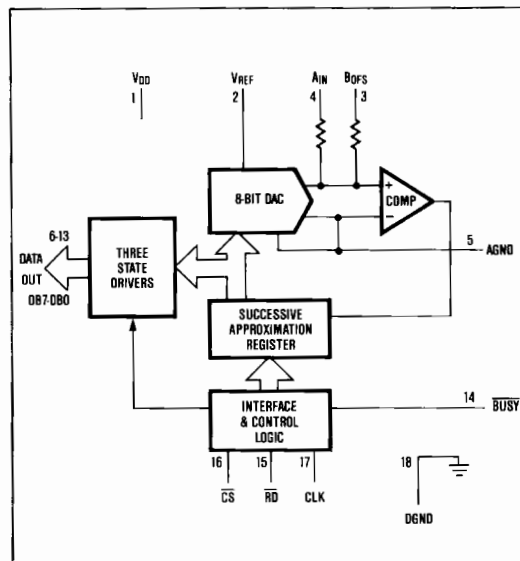 VDD VREF AIN BOFS
1 2 4 3
8-BIT DAC
+
−
COMP
5 AGND
6-13
DATA
OUT
DB7-DB0
THREE
STATE
DRIVERS
SUCCESSIVE
APPROXIMATION
REGISTER
INTERFACE
& CONTROL
LOGIC
14 BUSY
16 15 17 18
CS RD CLK
DGND